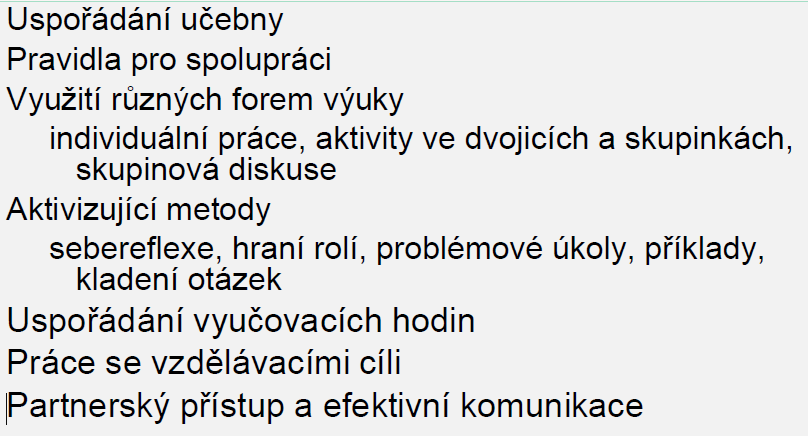 Uspořádání učebny
Pravidla pro spolupráci
Využití různých forem výuky
individuální práce, aktivity ve dvojicích a skupinkách,
skupinová diskuse
Aktivizující metody
sebereflexe, hraní rolí, problémové úkoly, příklady,
kladení otázek
Uspořádání vyučovacích hodin
Práce se vzdělávacími cíli
Partnerský přístup a efektivní komunikace